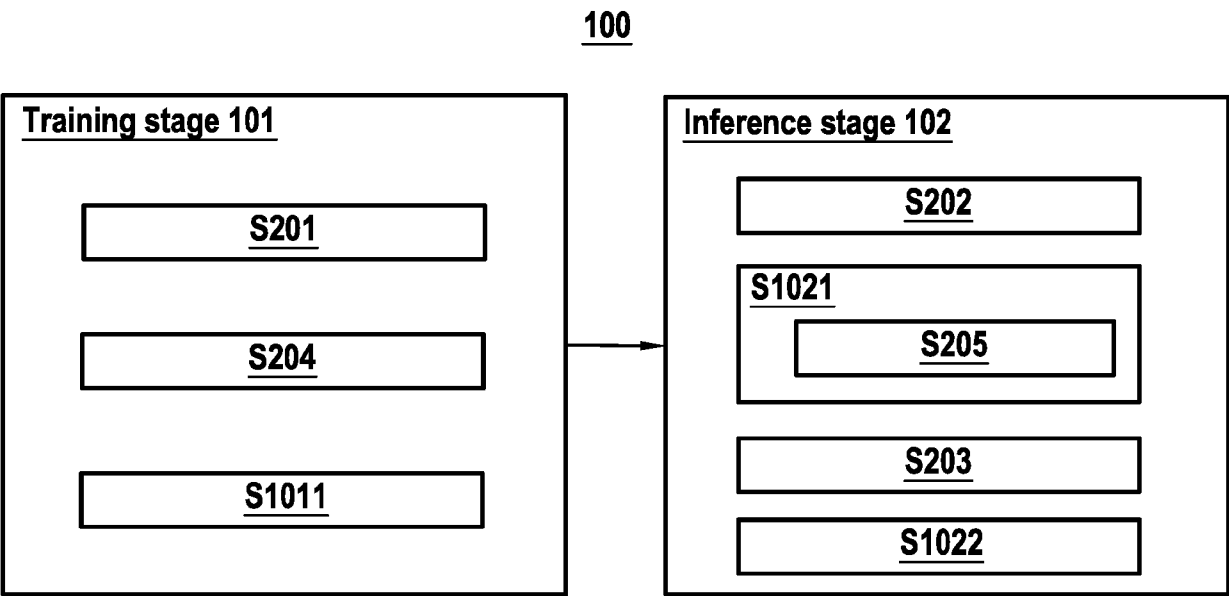 100
Training stage 101
S201
S204
S1011
Inference stage 102
S202
S1021
S205
S203
S1022